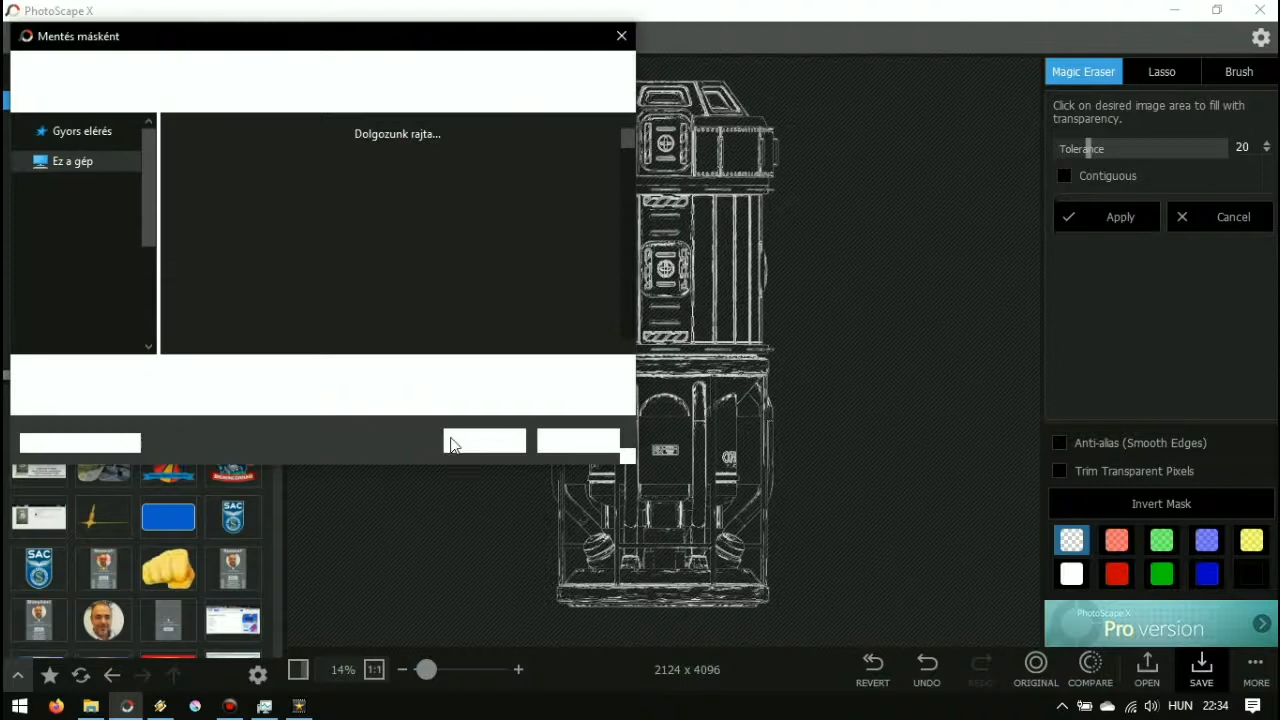 PhotoScape X
Mentés másként
Gyors elérés
Ez a gép
Dolgozunk rajta...
Magic Eraser
Lasso
Brush
Click on desired image area to fill with
transparency.
Tolerance
20
Contiguous
Apply
Cancel
Anti-alias (Smooth Edges)
Trim Transparent Pixels
Invert Mask
SAC
SAC
PhotoScape X
Pro version
14%
1:1
2124 x 4096
REVERT
UNDO
REDO
ORIGINAL
COMPARE
OPEN
SAVE
MORE
HUN
22:34